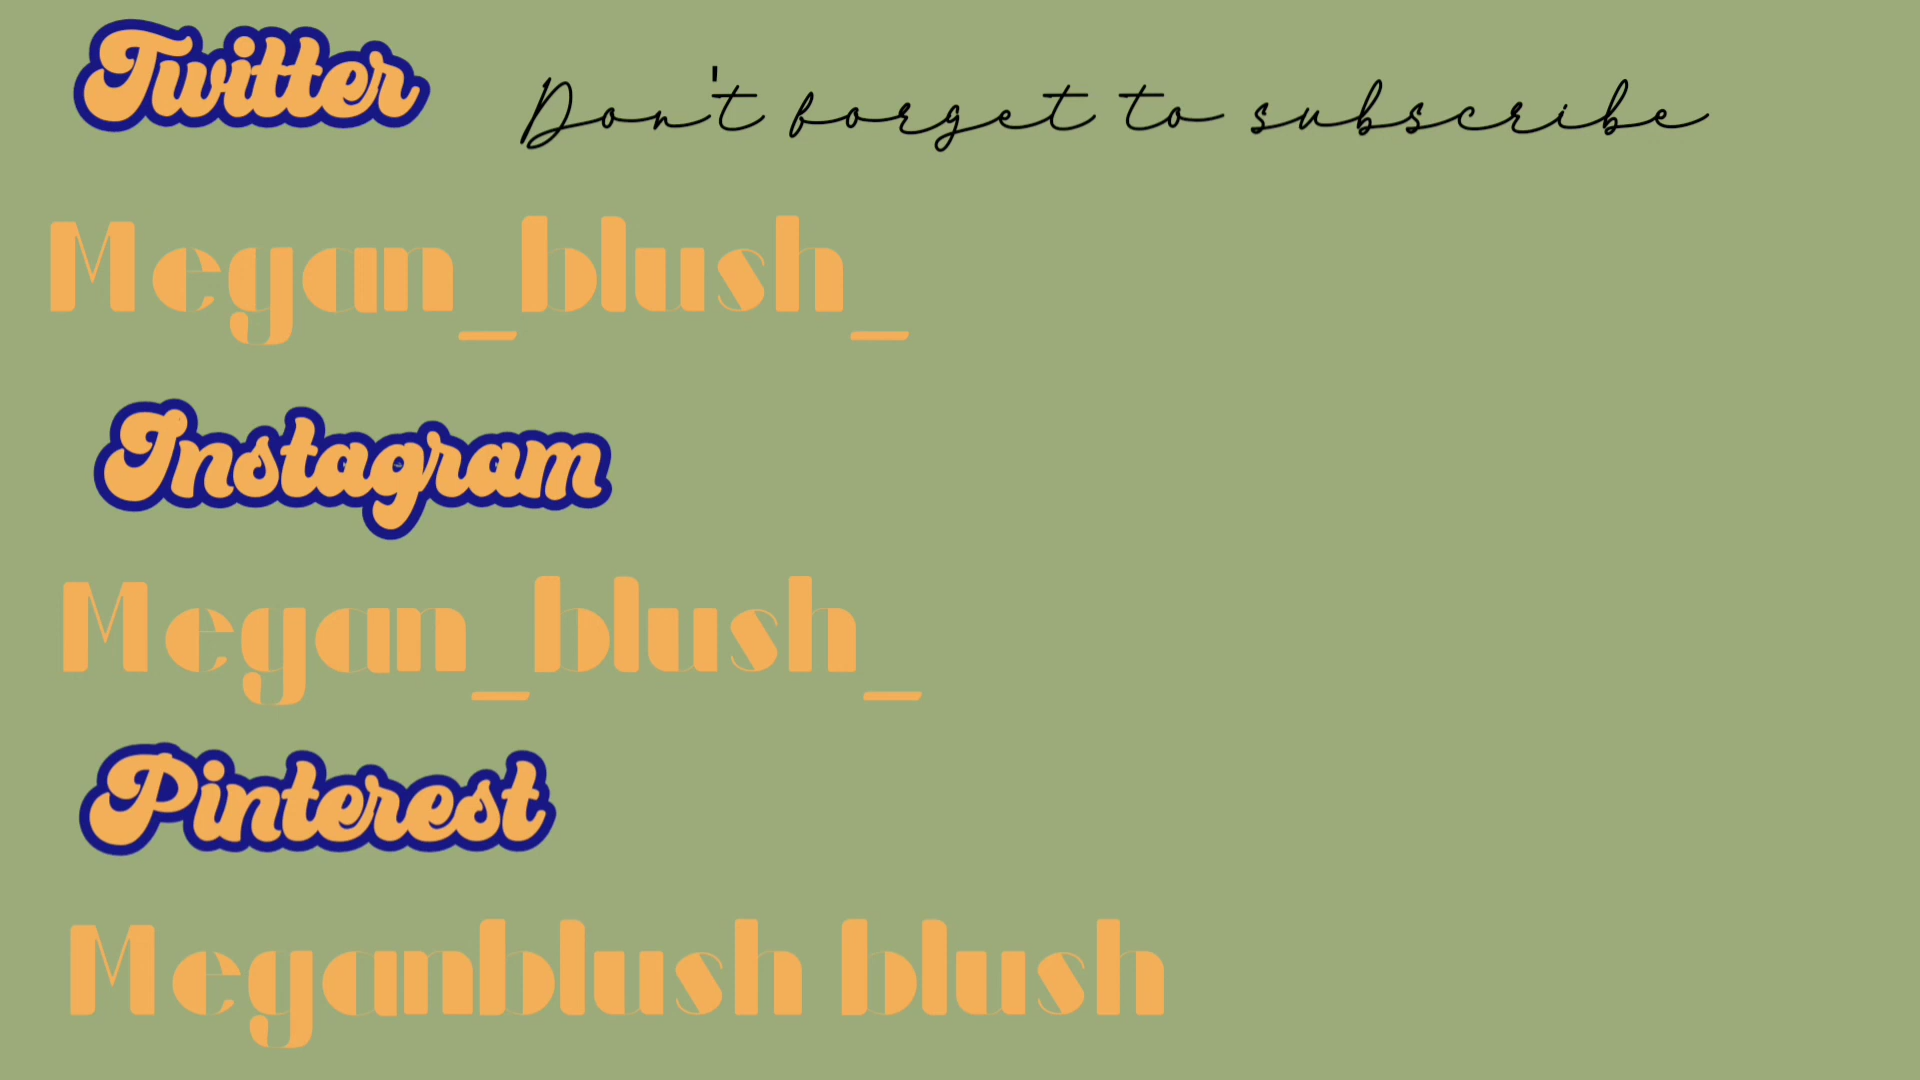 Twitter
Don't forget to subscribe
Megan_blush_
Instagram
Megan_blush_
Pinterest
Meganblush blush